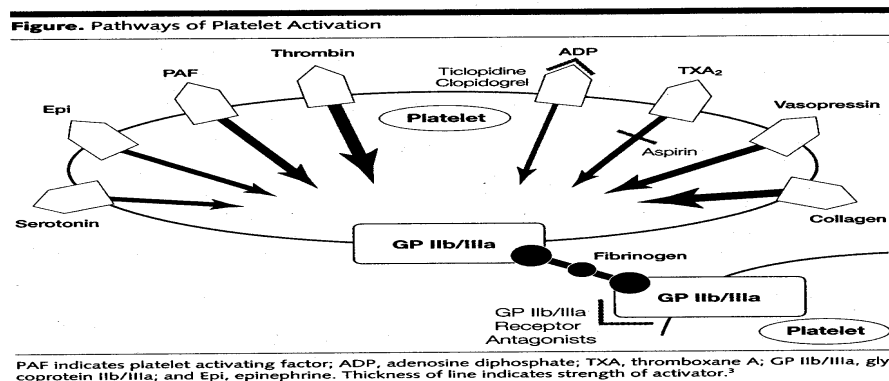 Figure. Pathways of Platelet Activation
Thrombin
ADP
PAF
Ticlopidine
Clopidogrel
TXA₂
Epi
Vasopressin
Platelet
Aspirin
Serotonin
Collagen
GP IIb/IIIa
Fibrinogen
GP IIb/IIIa
GP IIb/IIIa
Receptor
Antagonists
Platelet
PAF indicates platelet activating factor; ADP, adenosine diphosphate; TXA, thromboxane A; GP IIb/IIIa, gly
coprotein IIb/IIIa; and Epi, epinephrine. Thickness of line indicates strength of activator.³